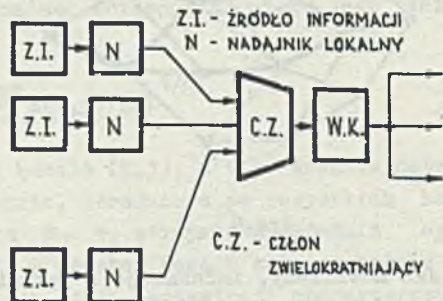 Z.I. - ŹRÓDŁO INFORMACJI
N - NADAJNIK LOKALNY
Z.I. N
Z.I. N C.Z. W.K.
Z.I. N
C.Z. - CZŁON
ZWIELOKRATNIAJĄCY